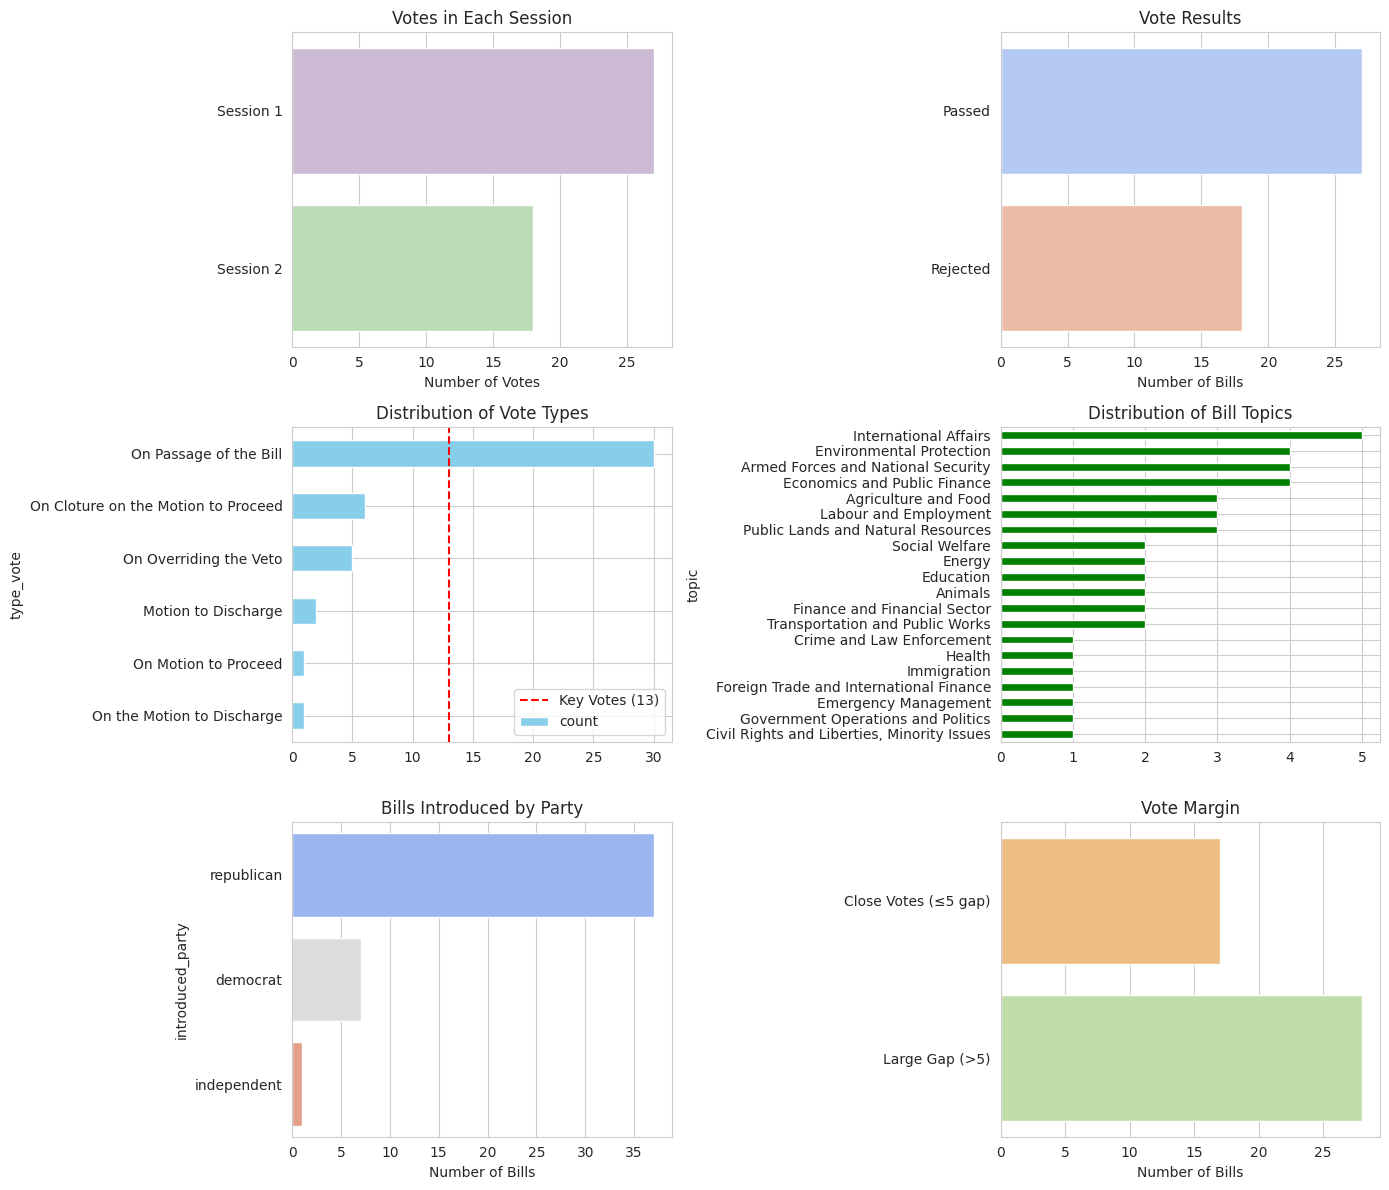 Votes in Each Session
Session 1
Session 2
0 5 10 15 20 25
Number of Votes
Vote Results
Passed
Rejected
0 5 10 15 20 25
Number of Bills
Distribution of Vote Types
type_vote
On Passage of the Bill
On Cloture on the Motion to Proceed
On Overriding the Veto
Motion to Discharge
On Motion to Proceed
On the Motion to Discharge
Key Votes (13)
count
0 5 10 15 20 25 30
Distribution of Bill Topics
topic
International Affairs
Environmental Protection
Armed Forces and National Security
Economics and Public Finance
Agriculture and Food
Labour and Employment
Public Lands and Natural Resources
Social Welfare
Energy
Education
Animals
Finance and Financial Sector
Transportation and Public Works
Crime and Law Enforcement
Health
Immigration
Foreign Trade and International Finance
Emergency Management
Government Operations and Politics
Civil Rights and Liberties, Minority Issues
0 1 2 3 4 5
Bills Introduced by Party
introduced_party
republican
democrat
independent
0 5 10 15 20 25 30 35
Number of Bills
Vote Margin
Close Votes (≤5 gap)
Large Gap (>5)
0 5 10 15 20 25
Number of Bills